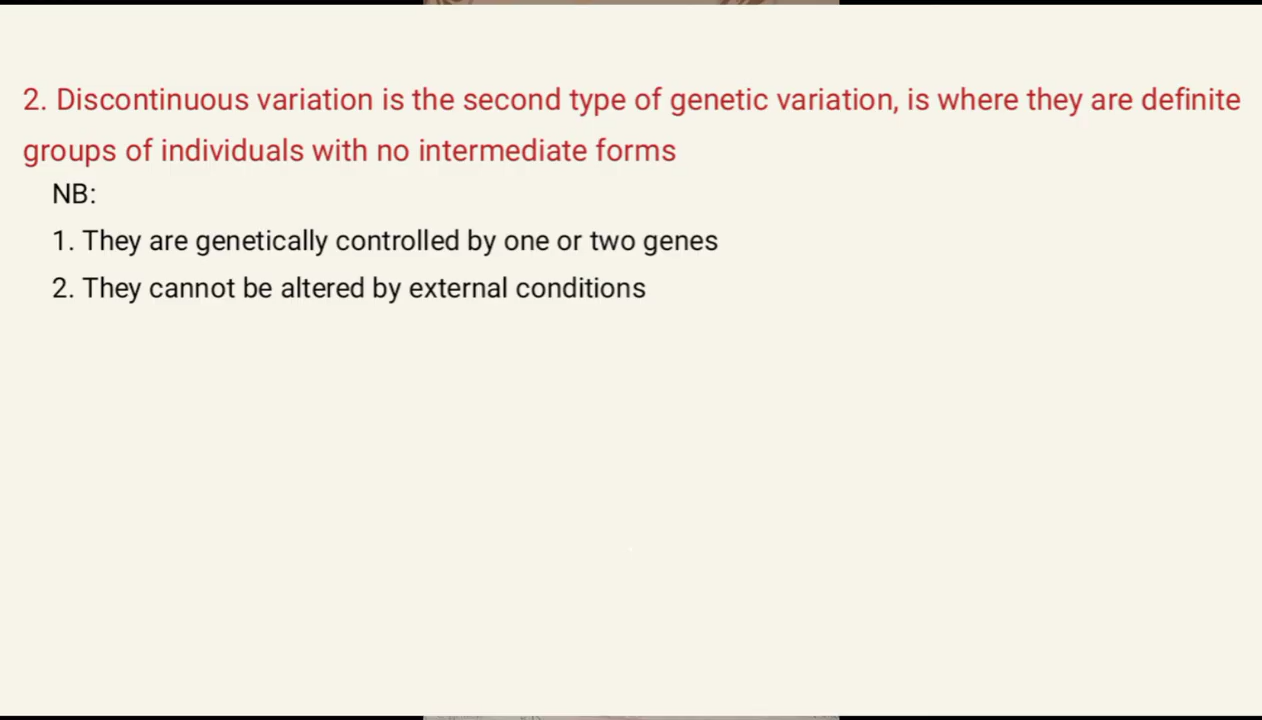 2. Discontinuous variation is the second type of genetic variation, is where they are definite
groups of individuals with no intermediate forms
NB:
1. They are genetically controlled by one or two genes
2. They cannot be altered by external conditions